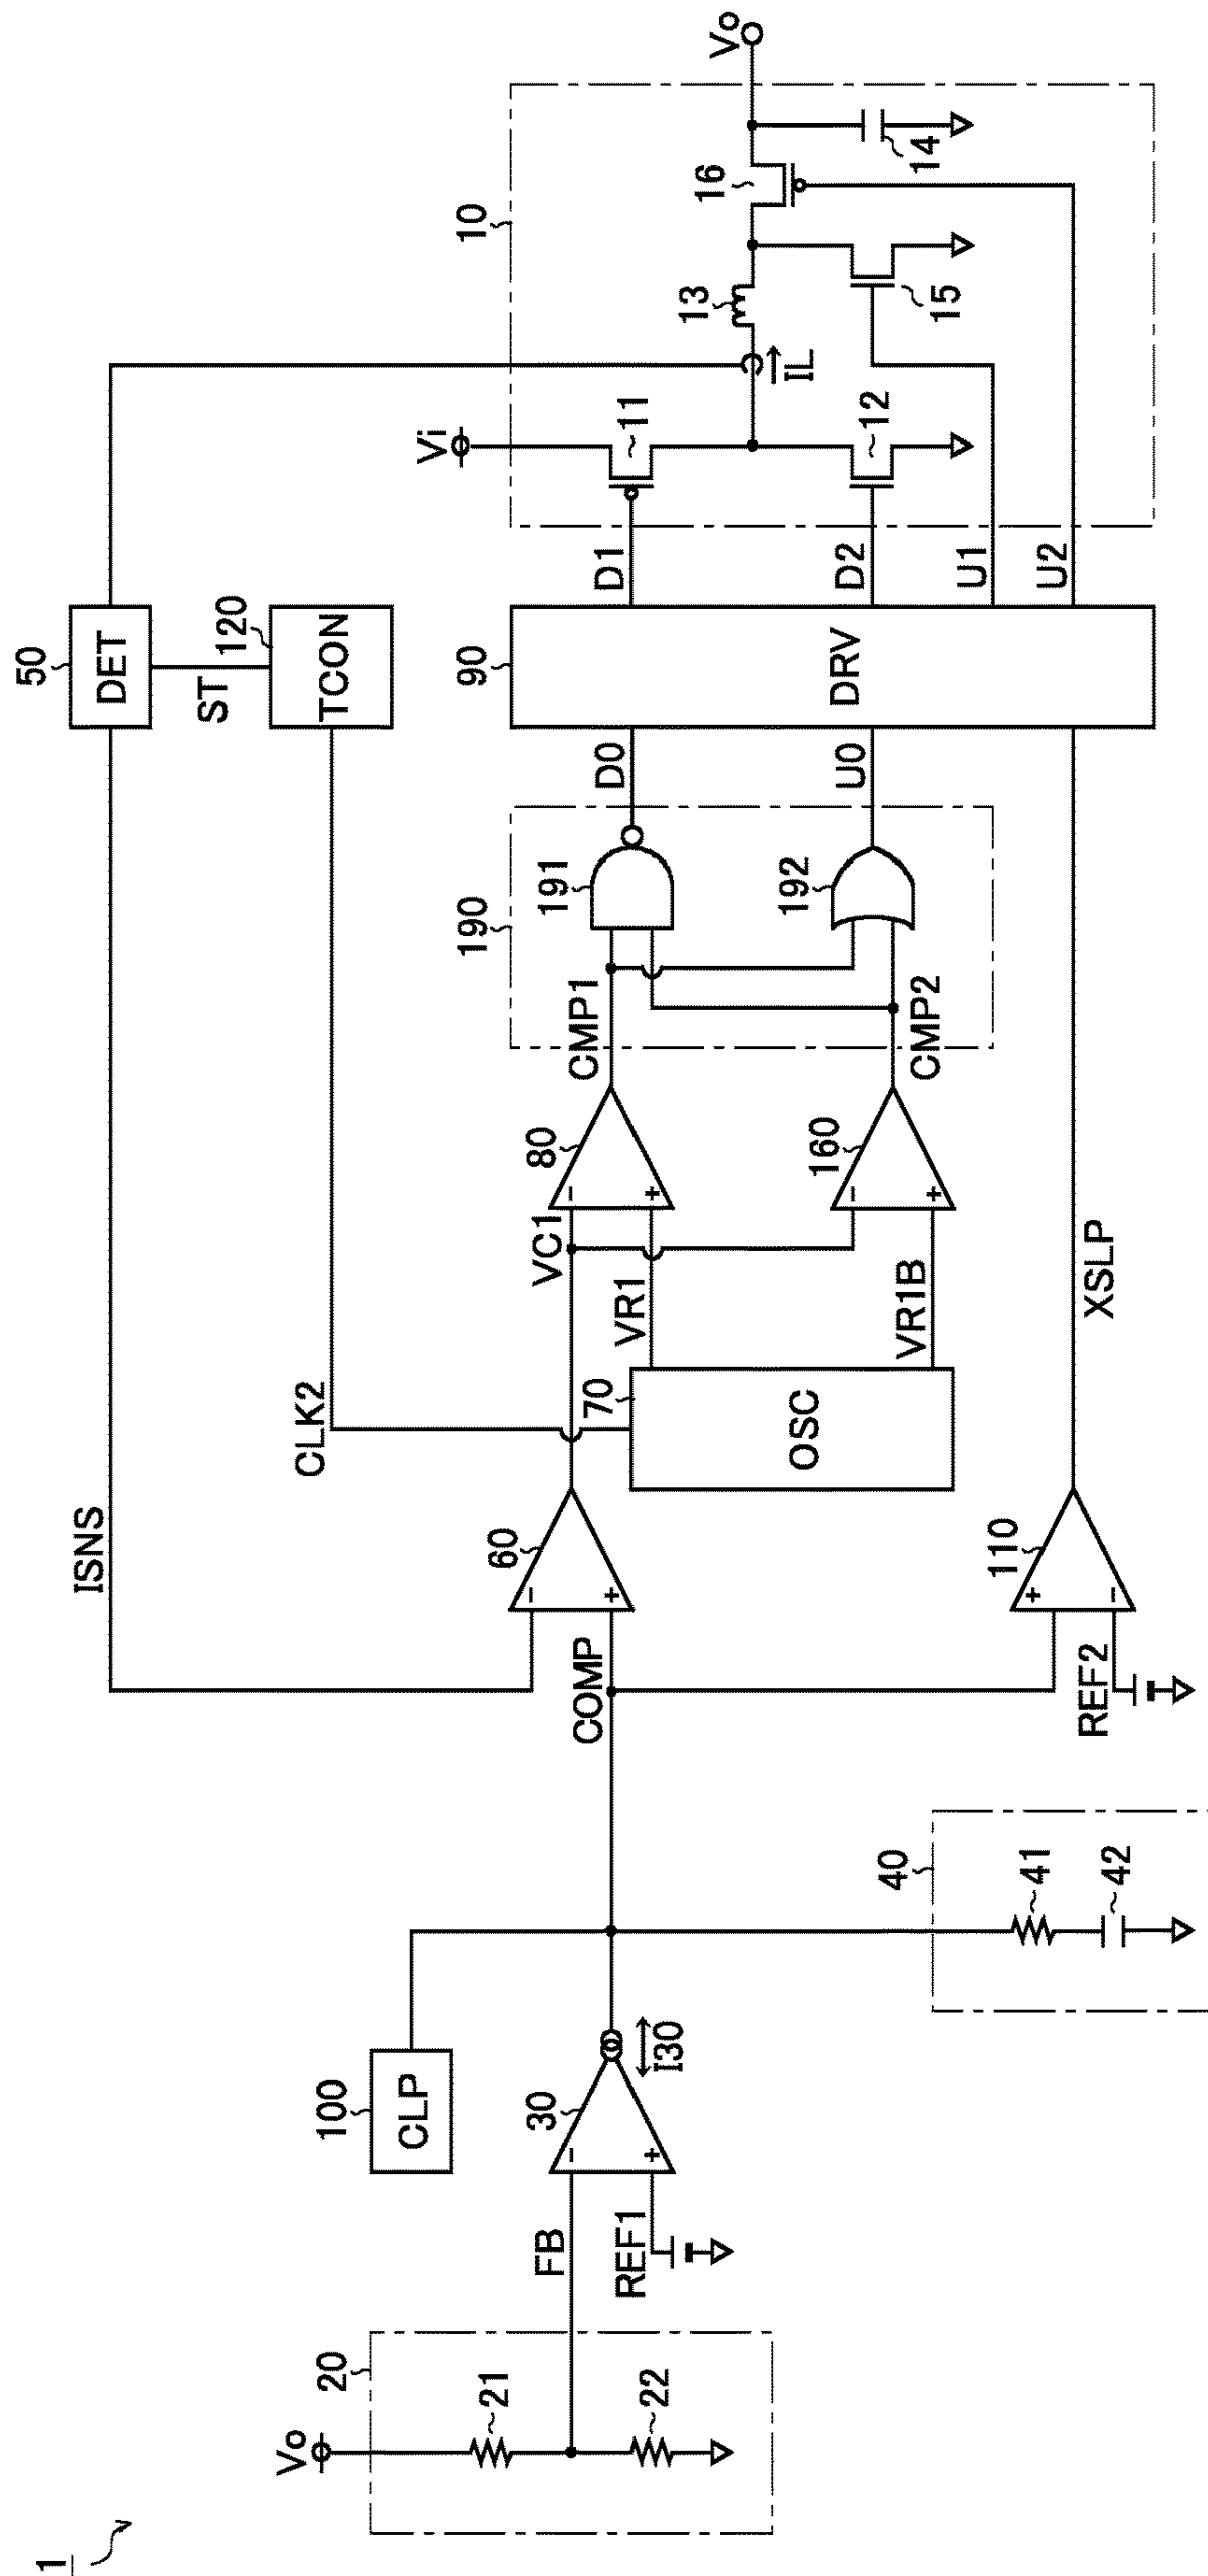 1
Vo
20
21
22
FB
REF1
100
CLP
30
I30
40
41
42
COMP
ISNS
60
REF2
110
CLK2
70
OSC
VC1
VR1
VR1B
XSLP
80
160
CMP1
CMP2
190
191
192
D0
U0
50
DET
ST
120
TCON
90
DRV
D1
D2
U1
U2
Vi
10
11
12
IL
13
15
16
14
Vo